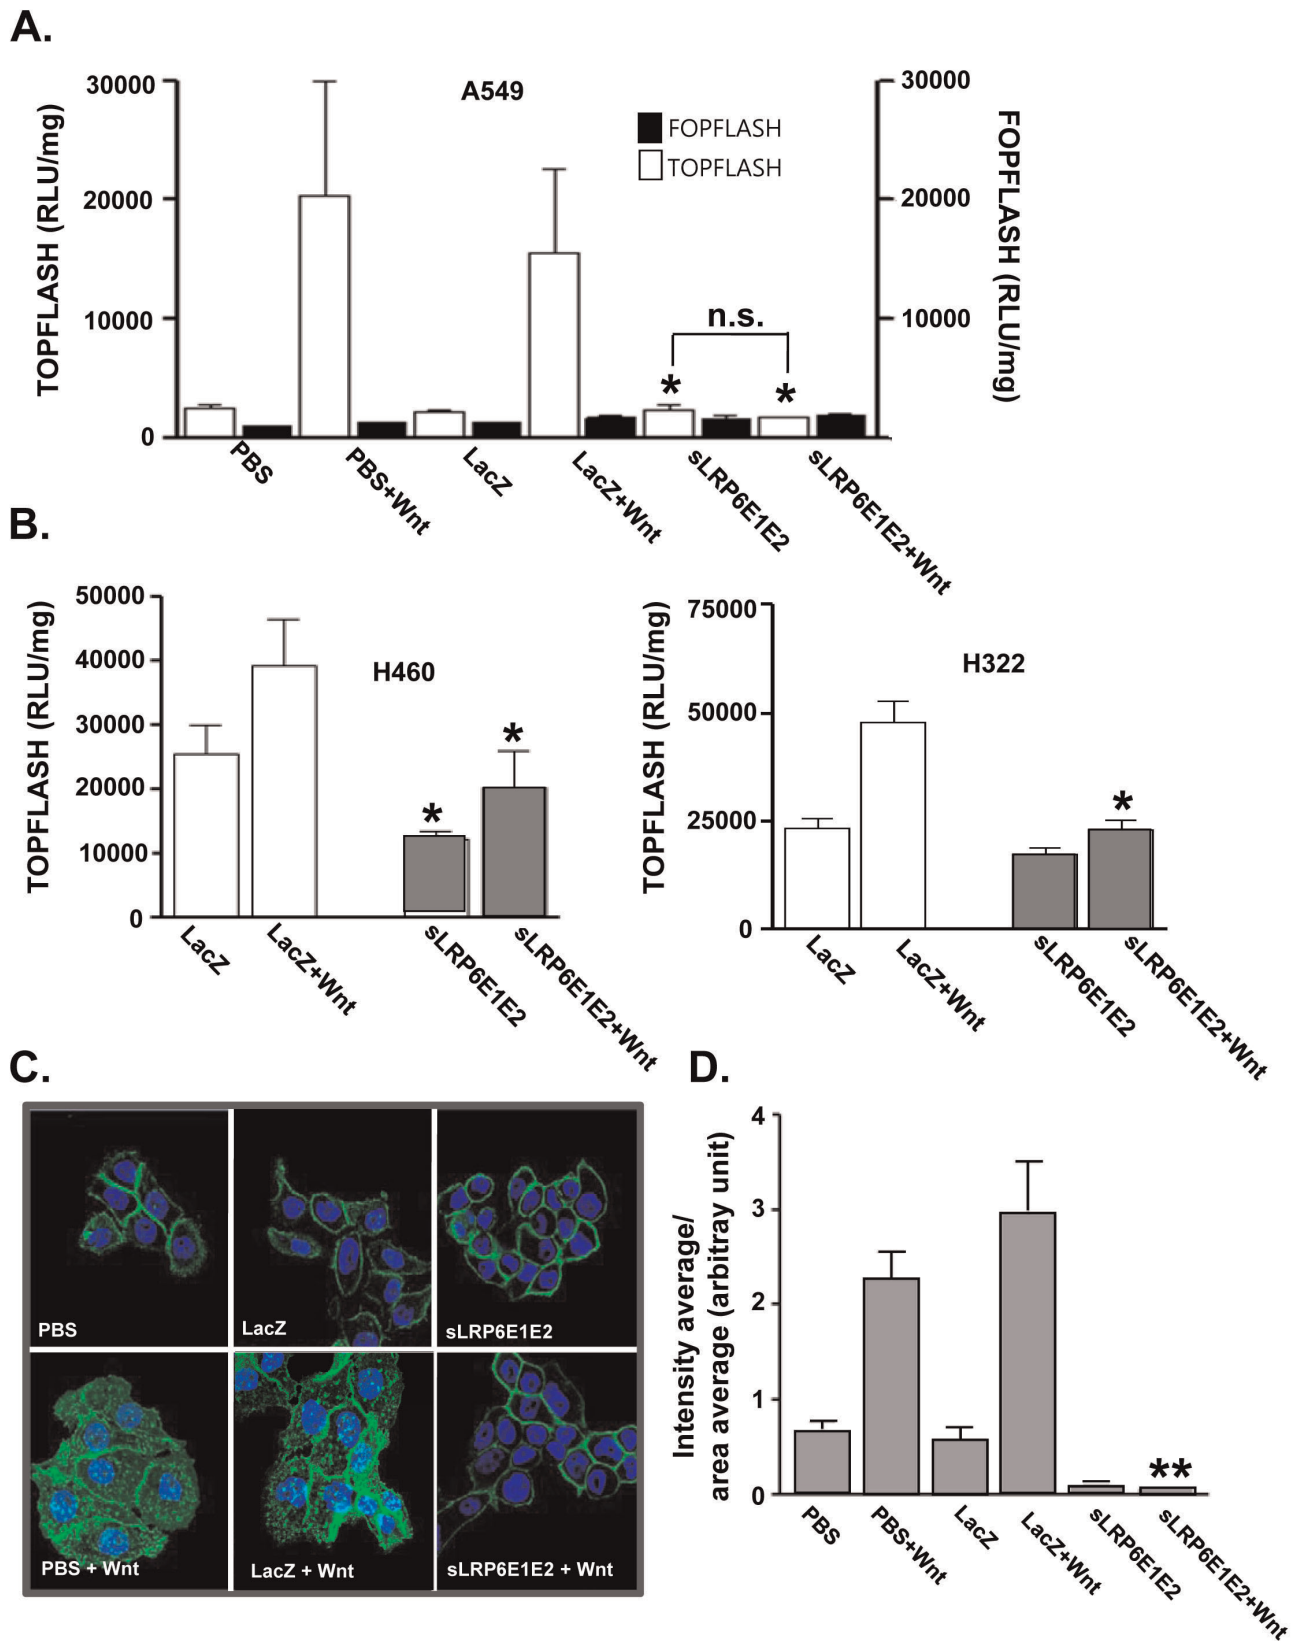 A.
A549
30000
20000
10000
0
TOPFLASH (RLU/mg)
FOPFLASH
TOPFLASH
30000
20000
10000
FOPFLASH (RLU/mg)
n.s.
*
*
PBS
PBS+Wnt
LacZ
LacZ+Wnt
sLRP6E1E2
sLRP6E1E2+Wnt
B.
H460
50000
40000
30000
20000
10000
0
TOPFLASH (RLU/mg)
*
*
LacZ
LacZ+Wnt
sLRP6E1E2
sLRP6E1E2+Wnt
H322
75000
50000
25000
0
TOPFLASH (RLU/mg)
*
LacZ
LacZ+Wnt
sLRP6E1E2
sLRP6E1E2+Wnt
C.
PBS
LacZ
sLRP6E1E2
PBS + Wnt
LacZ + Wnt
sLRP6E1E2 + Wnt
D.
4
3
2
1
0
Intensity average/
area average (arbitray unit)
**
PBS
PBS+Wnt
LacZ
LacZ+Wnt
sLRP6E1E2
sLRP6E1E2+Wnt